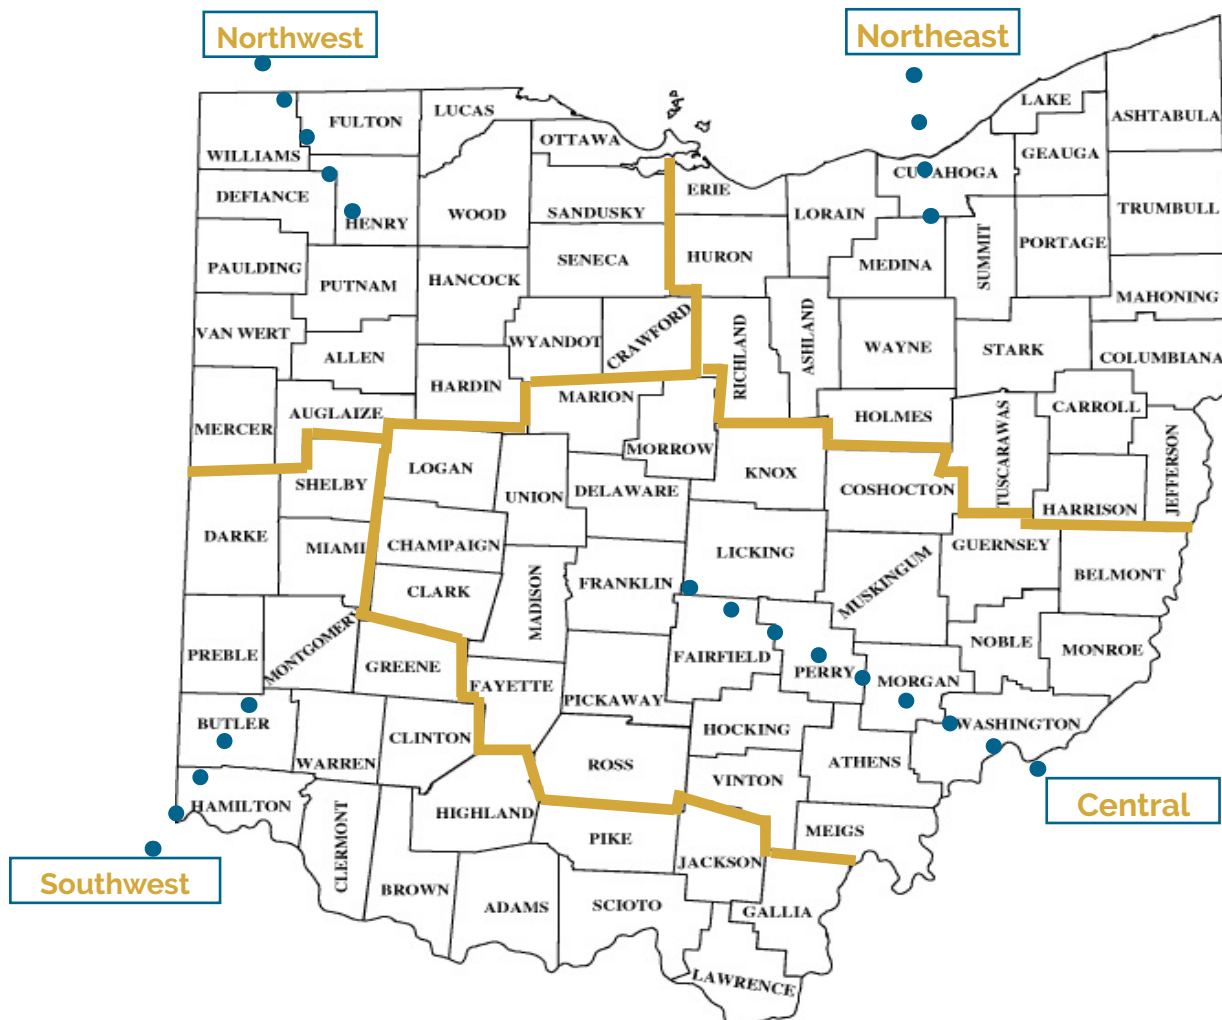 Northwest
Northeast
LAKE
ASHTABULA
LUCAS
FULTON
OTTAWA
GEAUGA
WILLIAMS
CUYAHOGA
DEFIANCE
ERIE
TRUMBULL
HENRY
WOOD
SANDUSKY
LORAIN
SUMMIT
PORTAGE
PAULDING
SENECA
HURON
MEDINA
PUTNAM
HANCOCK
MAHONING
VAN WERT
WYANDOT
CRAWFORD
RICHLAND
ASHLAND
WAYNE
STARK
COLUMBIANA
ALLEN
HARDIN
MARION
CARROLL
MERCER
AUGLAIZE
HOLMES
TUSCARAWAS
JEFFERSON
MORROW
LOGAN
KNOX
SHELBY
UNION
DELAWARE
COSHOCTON
HARRISON
DARKE
MIAMI
CHAMPAIGN
LICKING
GUERNSEY
FRANKLIN
MUSKINGUM
BELMONT
CLARK
MADISON
PREBLE
MONTGOMERY
GREENE
FAIRFIELD
PERRY
NOBLE
MONROE
FAYETTE
PICKAWAY
MORGAN
BUTLER
CLINTON
HOCKING
WASHINGTON
WARREN
ROSS
VINTON
ATHENS
HAMILTON
HIGHLAND
Central
CLERMONT
PIKE
MEIGS
JACKSON
Southwest
BROWN
ADAMS
SCIOTO
GALLIA
LAWRENCE